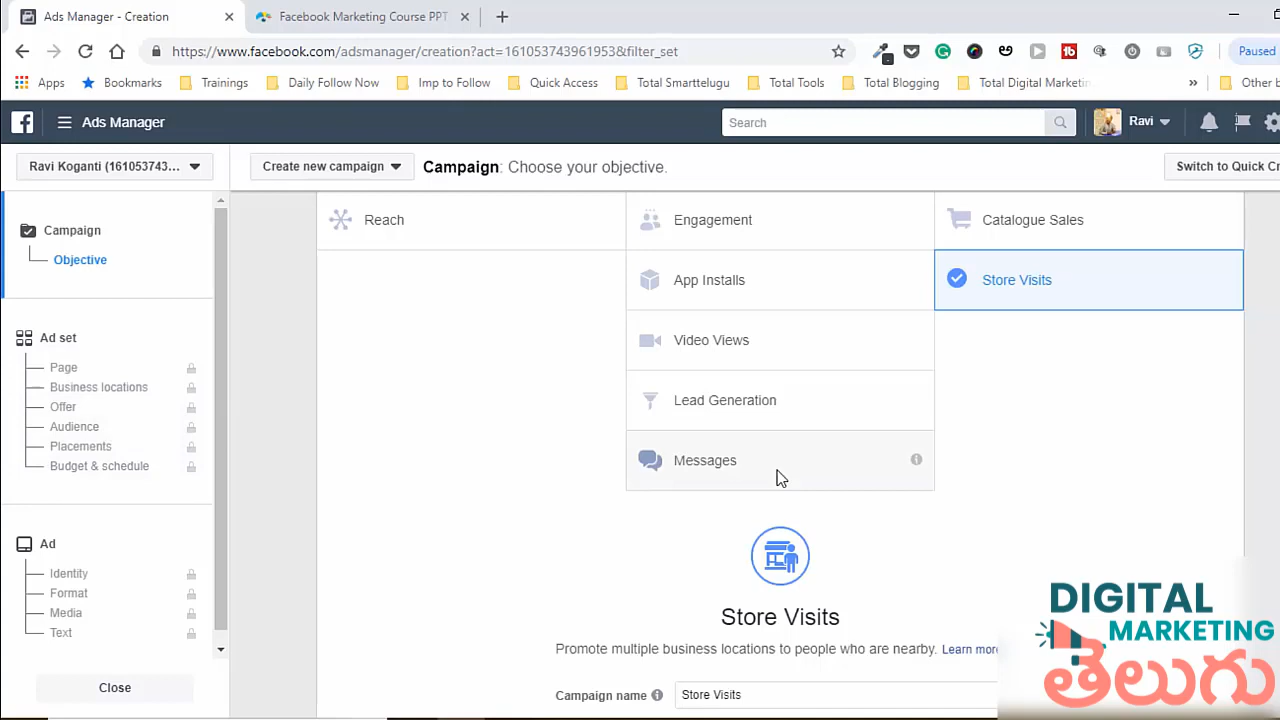 Ads Manager - Creation
Facebook Marketing Course PPT
https://www.facebook.com/adsmanager/creation?act=161053743961953&filter_set
Paused
Apps
Bookmarks
Trainings
Daily Follow Now
Imp to Follow
Quick Access
Total Smarttelugu
Total Tools
Total Blogging
Total Digital Marketin
Other b
Ads Manager
Search
Ravi
Ravi Koganti (161053743...
Create new campaign
Campaign: Choose your objective.
Switch to Quick Cr
Campaign
Objective
Ad set
Page
Business locations
Offer
Audience
Placements
Budget & schedule
Ad
Identity
Format
Media
Text
Close
Reach
Engagement
Catalogue Sales
App Installs
Store Visits
Video Views
Lead Generation
Messages
Store Visits
Promote multiple business locations to people who are nearby. Learn more
Campaign name
Store Visits
DIGITAL
MARKETING
తెలుగు